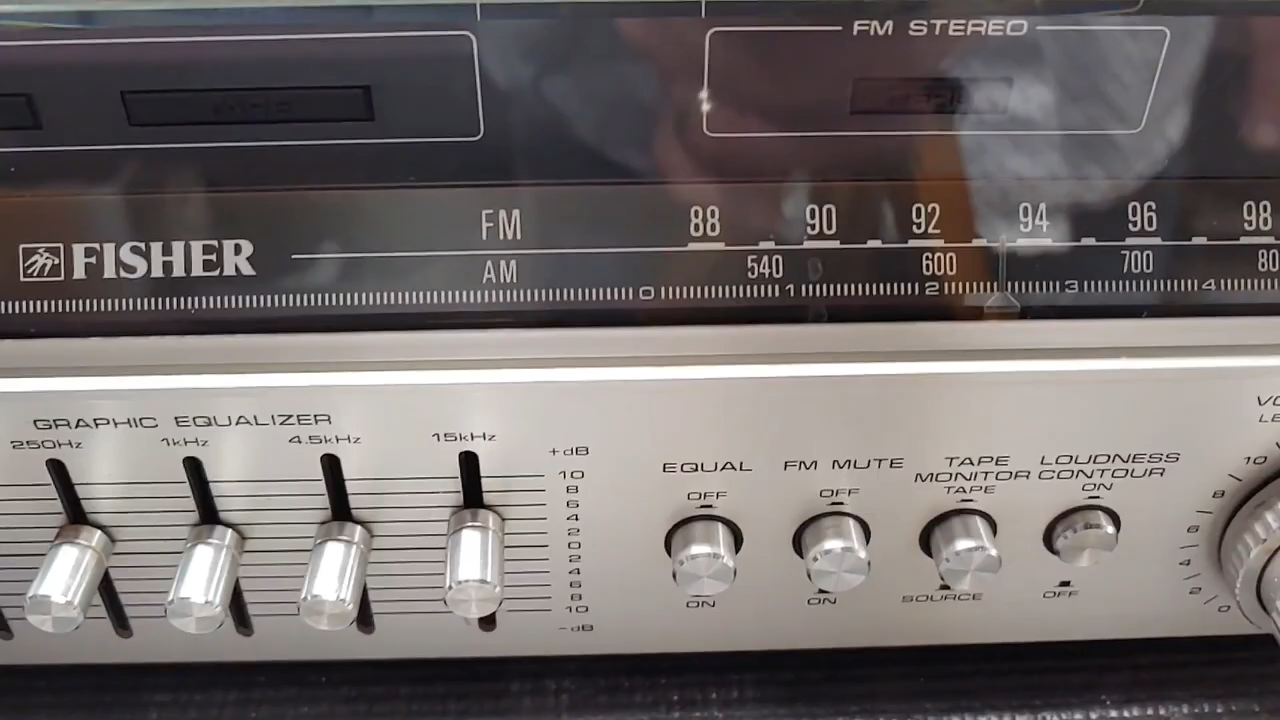 FM STEREO
FM 88 90 92 94 96 98
FISHER
AM 540 600 700 80
0 1 2 3 4
GRAPHIC EQUALIZER
250Hz 1kHz 4.5kHz 15kHz
+dB
10
8
6
4
2
0
2
4
6
8
10
-dB
EQUAL
OFF
ON
FM MUTE
OFF
ON
TAPE
MONITOR
TAPE
SOURCE
LOUDNESS
CONTOUR
ON
OFF
VO
LE
10
8
6
4
2
0